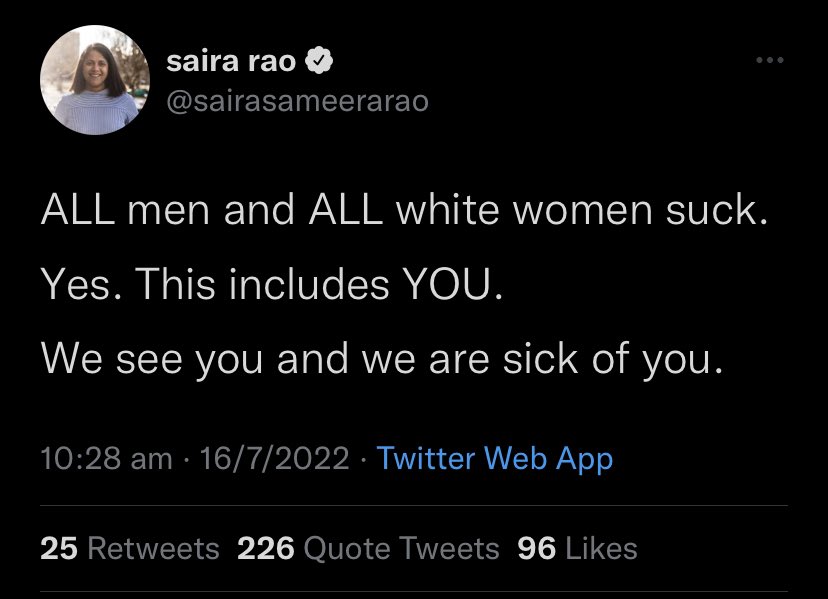 saira rao
@sairasameerarao
ALL men and ALL white women suck.
Yes. This includes YOU.
We see you and we are sick of you.
10:28 am · 16/7/2022 · Twitter Web App
25 Retweets 226 Quote Tweets 96 Likes